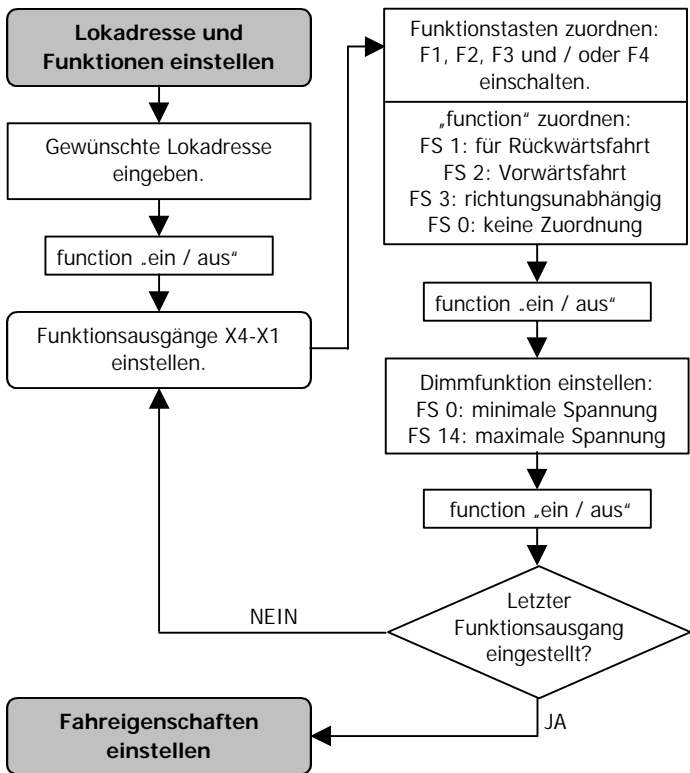 Lokadresse und
Funktionen einstellen
Gewünschte Lokadresse
eingeben.
function „ein / aus“
Funktionsausgänge X4-X1
einstellen.
Funktionstasten zuordnen:
F1, F2, F3 und / oder F4
einschalten.
„function“ zuordnen:
FS 1: für Rückwärtsfahrt
FS 2: Vorwärtsfahrt
FS 3: richtungsunabhängig
FS 0: keine Zuordnung
function „ein / aus“
Dimmfunktion einstellen:
FS 0: minimale Spannung
FS 14: maximale Spannung
function „ein / aus“
Letzter
Funktionsausgang
eingestellt?
NEIN
JA
Fahreigenschaften
einstellen